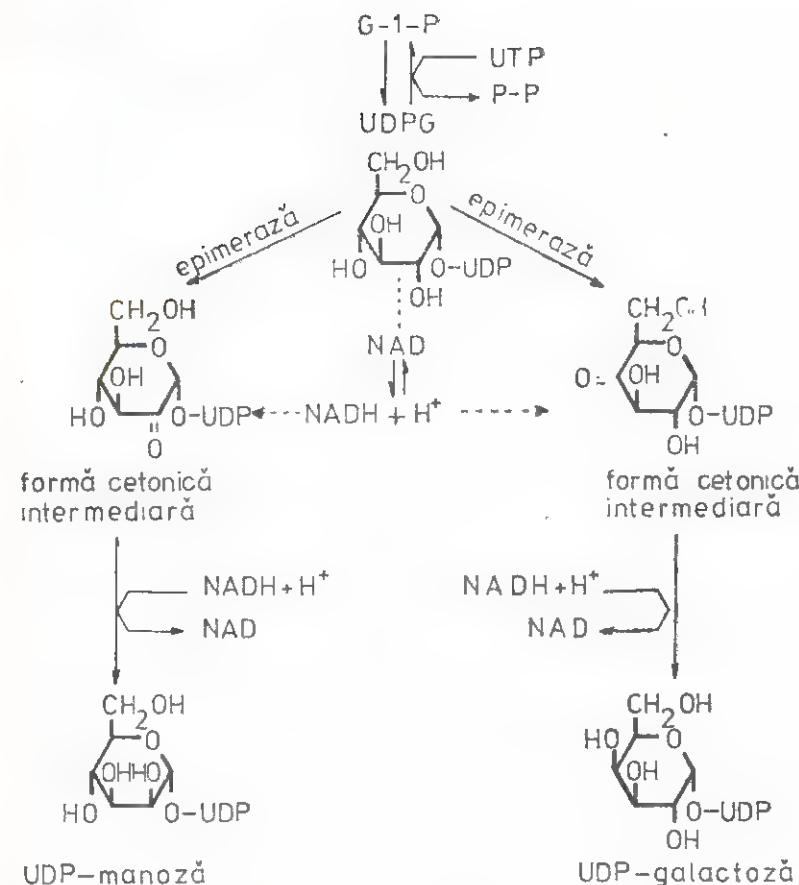 G-1-P
UTP
P-P
UDPG
CH2OH
O
OH
HO
O-UDP
OH
epimerază
epimerază
NAD
NADH + H+
CH2OH
O
OH
HO
O-UDP
O
formă cetonică
intermediară
O
OH
O-UDP
OH
formă cetonică
intermediară
NADH+H+
NAD
NADH+H+
NAD
CH2OH
O
OHHO
HO
O-UDP
UDP-manoză
CH2OH
HO
O
OH
O-UDP
OH
UDP-galactoză